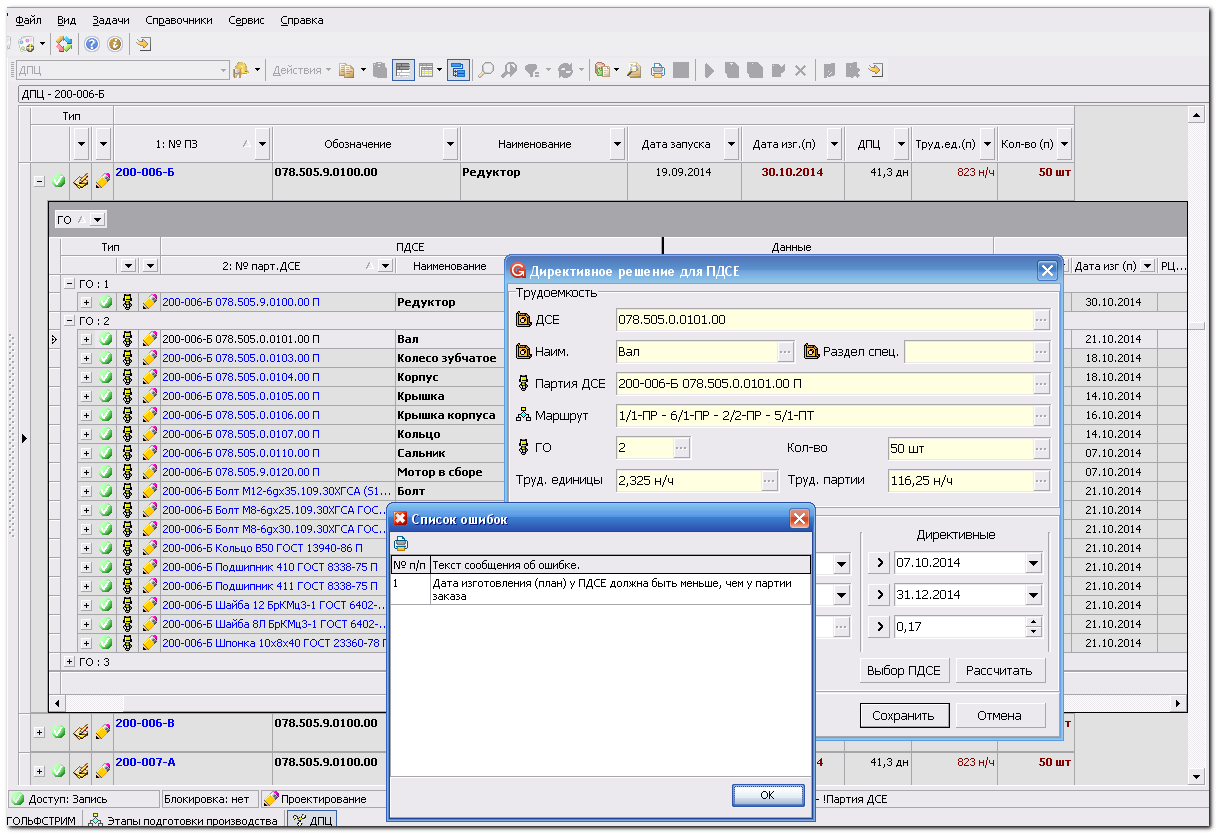 Файл Вид Задачи Справочники Сервис Справка
ДПЦ Действия
ДПЦ - 200-006-Б
Тип
1: № ПЗ Обозначение Наименование Дата запуска Дата изг.(п) ДПЦ Труд.ед.(п) Кол-во (п)
200-006-Б 078.505.9.0100.00 Редуктор 19.09.2014 30.10.2014 41,3 дн 823 н/ч 50 шт
ГО
Тип ПДСЕ Данные
2: № парт.ДСЕ Наименование Дата изг (п) РЦ...
ГО : 1
200-006-Б 078.505.9.0100.00 П Редуктор 30.10.2014
ГО : 2
200-006-Б 078.505.0.0101.00 П Вал 21.10.2014
200-006-Б 078.505.0.0103.00 П Колесо зубчатое 18.10.2014
200-006-Б 078.505.0.0104.00 П Корпус 18.10.2014
200-006-Б 078.505.0.0105.00 П Крышка 14.10.2014
200-006-Б 078.505.0.0106.00 П Крышка корпуса 16.10.2014
200-006-Б 078.505.0.0107.00 П Кольцо 14.10.2014
200-006-Б 078.505.0.0110.00 П Сальник 07.10.2014
200-006-Б 078.505.9.0120.00 П Мотор в сборе 07.10.2014
200-006-Б Болт М12-6gx35.109.30ХГСА (S1... Болт 21.10.2014
200-006-Б Болт М8-6gx25.109.30ХГСА ГОС... 21.10.2014
200-006-Б Болт М8-6gx30.109.30ХГСА ГОС... 21.10.2014
200-006-Б Кольцо В50 ГОСТ 13940-86 П 21.10.2014
200-006-Б Подшипник 410 ГОСТ 8338-75 П 21.10.2014
200-006-Б Подшипник 411 ГОСТ 8338-75 П 21.10.2014
200-006-Б Шайба 12 БрКМц3-1 ГОСТ 6402-... 21.10.2014
200-006-Б Шайба 8Л БрКМц3-1 ГОСТ 6402-... 21.10.2014
200-006-Б Шпонка 10х8х40 ГОСТ 23360-78 П 21.10.2014
ГО : 3
200-006-В 078.505.9.0100.00 т
200-007-А 078.505.9.0100.00 4 41,3 дн 823 н/ч 50 шт
Директивное решение для ПДСЕ
Трудоемкость
ДСЕ 078.505.0.0101.00
Наим. Вал Раздел спец.
Партия ДСЕ 200-006-Б 078.505.0.0101.00 П
Маршрут 1/1-ПР - 6/1-ПР - 2/2-ПР - 5/1-ПТ
ГО 2 Кол-во 50 шт
Труд. единицы 2,325 н/ч Труд. партии 116,25 н/ч
Директивные
07.10.2014
31.12.2014
0,17
Выбор ПДСЕ Рассчитать
Сохранить Отмена
Список ошибок
№ п/п Текст сообщения об ошибке.
1 Дата изготовления (план) у ПДСЕ должна быть меньше, чем у партии
заказа
OK
Доступ: Запись Блокировка: нет Проектирование - !Партия ДСЕ
ГОЛЬФСТРИМ Этапы подготовки производства ДПЦ